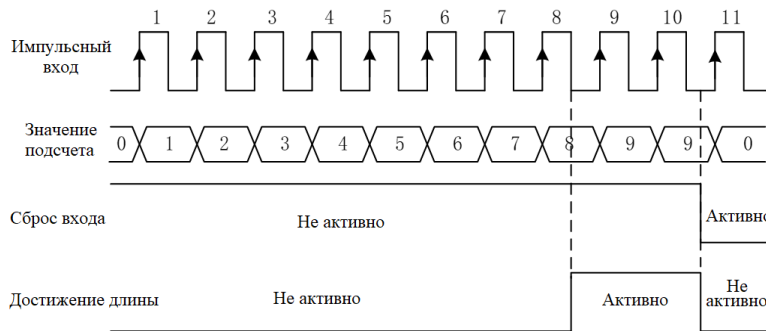 1 2 3 4 5 6 7 8 9 10 11
Импульсный
вход
Значение
подсчета
0 1 2 3 4 5 6 7 8 9 9 0
Сброс входа
Не активно
Активно
Достижение длины
Не активно
Активно
Не
активно